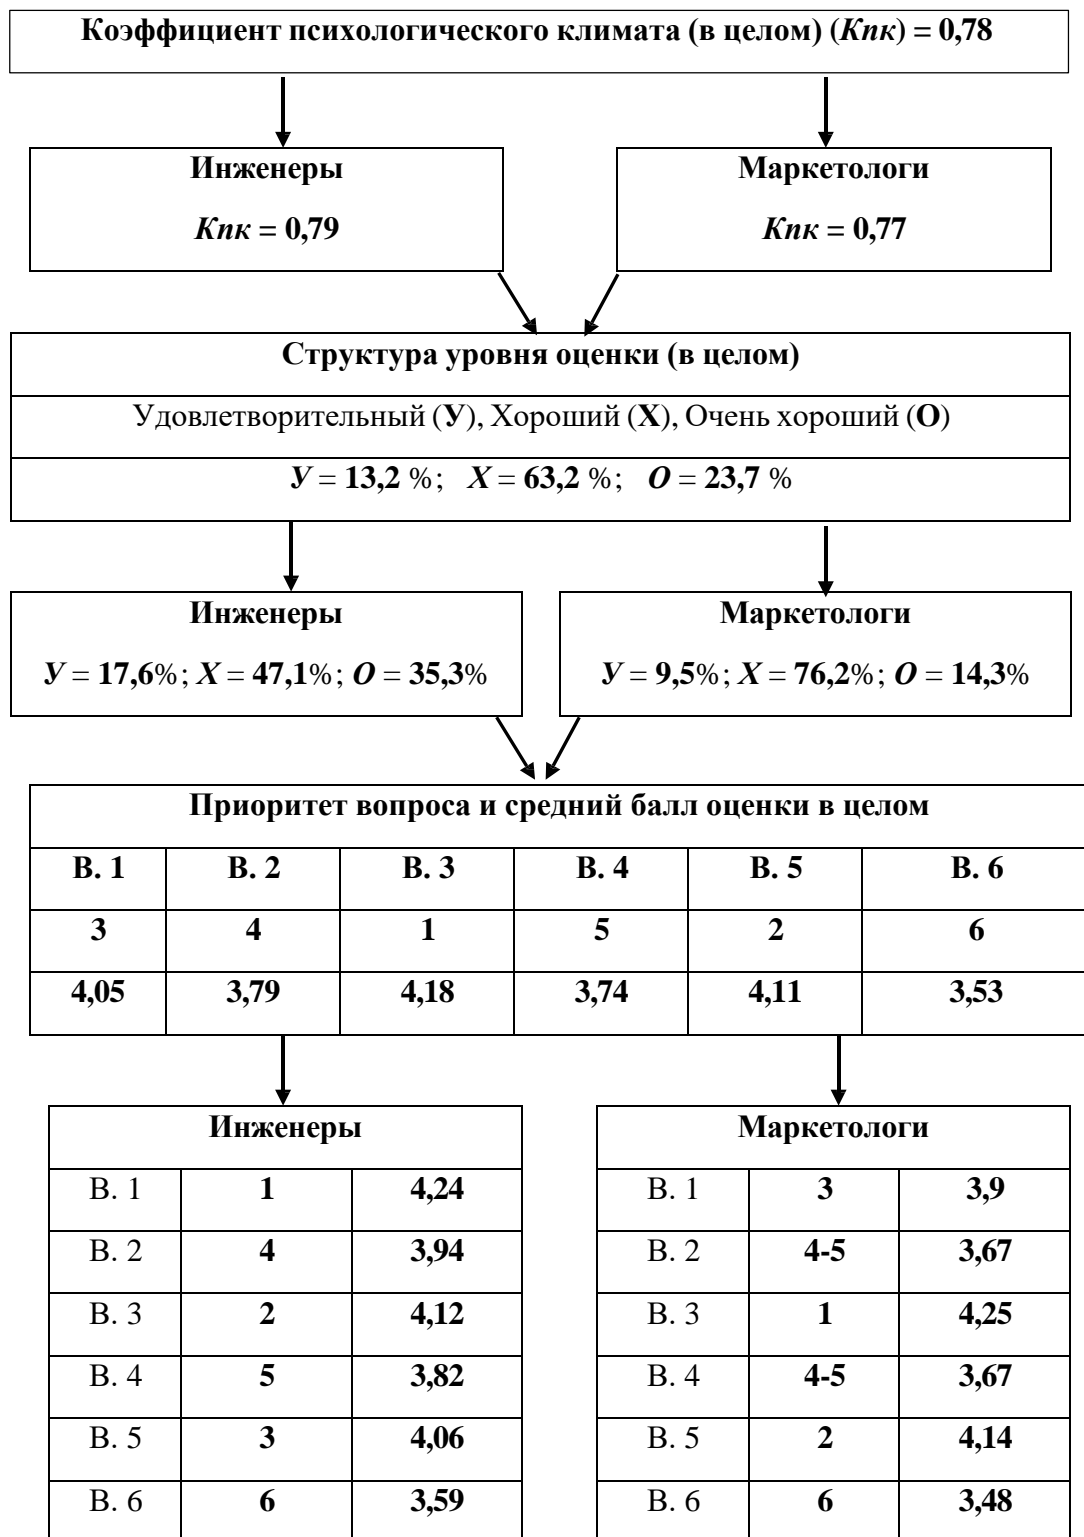 Коэффициент психологического климата (в целом) (Кпк) = 0,78
Инженеры
Кпк = 0,79
Маркетологи
Кпк = 0,77
Структура уровня оценки (в целом)
Удовлетворительный (У), Хороший (Х), Очень хороший (О)
У = 13,2 %; Х = 63,2 %; О = 23,7 %
Инженеры
У = 17,6%; Х = 47,1%; О = 35,3%
Маркетологи
У = 9,5%; Х = 76,2%; О = 14,3%
Приоритет вопроса и средний балл оценки в целом
В. 1 В. 2 В. 3 В. 4 В. 5 В. 6
3 4 1 5 2 6
4,05 3,79 4,18 3,74 4,11 3,53
Инженеры
В. 1 1 4,24
В. 2 4 3,94
В. 3 2 4,12
В. 4 5 3,82
В. 5 3 4,06
В. 6 6 3,59
Маркетологи
В. 1 3 3,9
В. 2 4-5 3,67
В. 3 1 4,25
В. 4 4-5 3,67
В. 5 2 4,14
В. 6 6 3,48